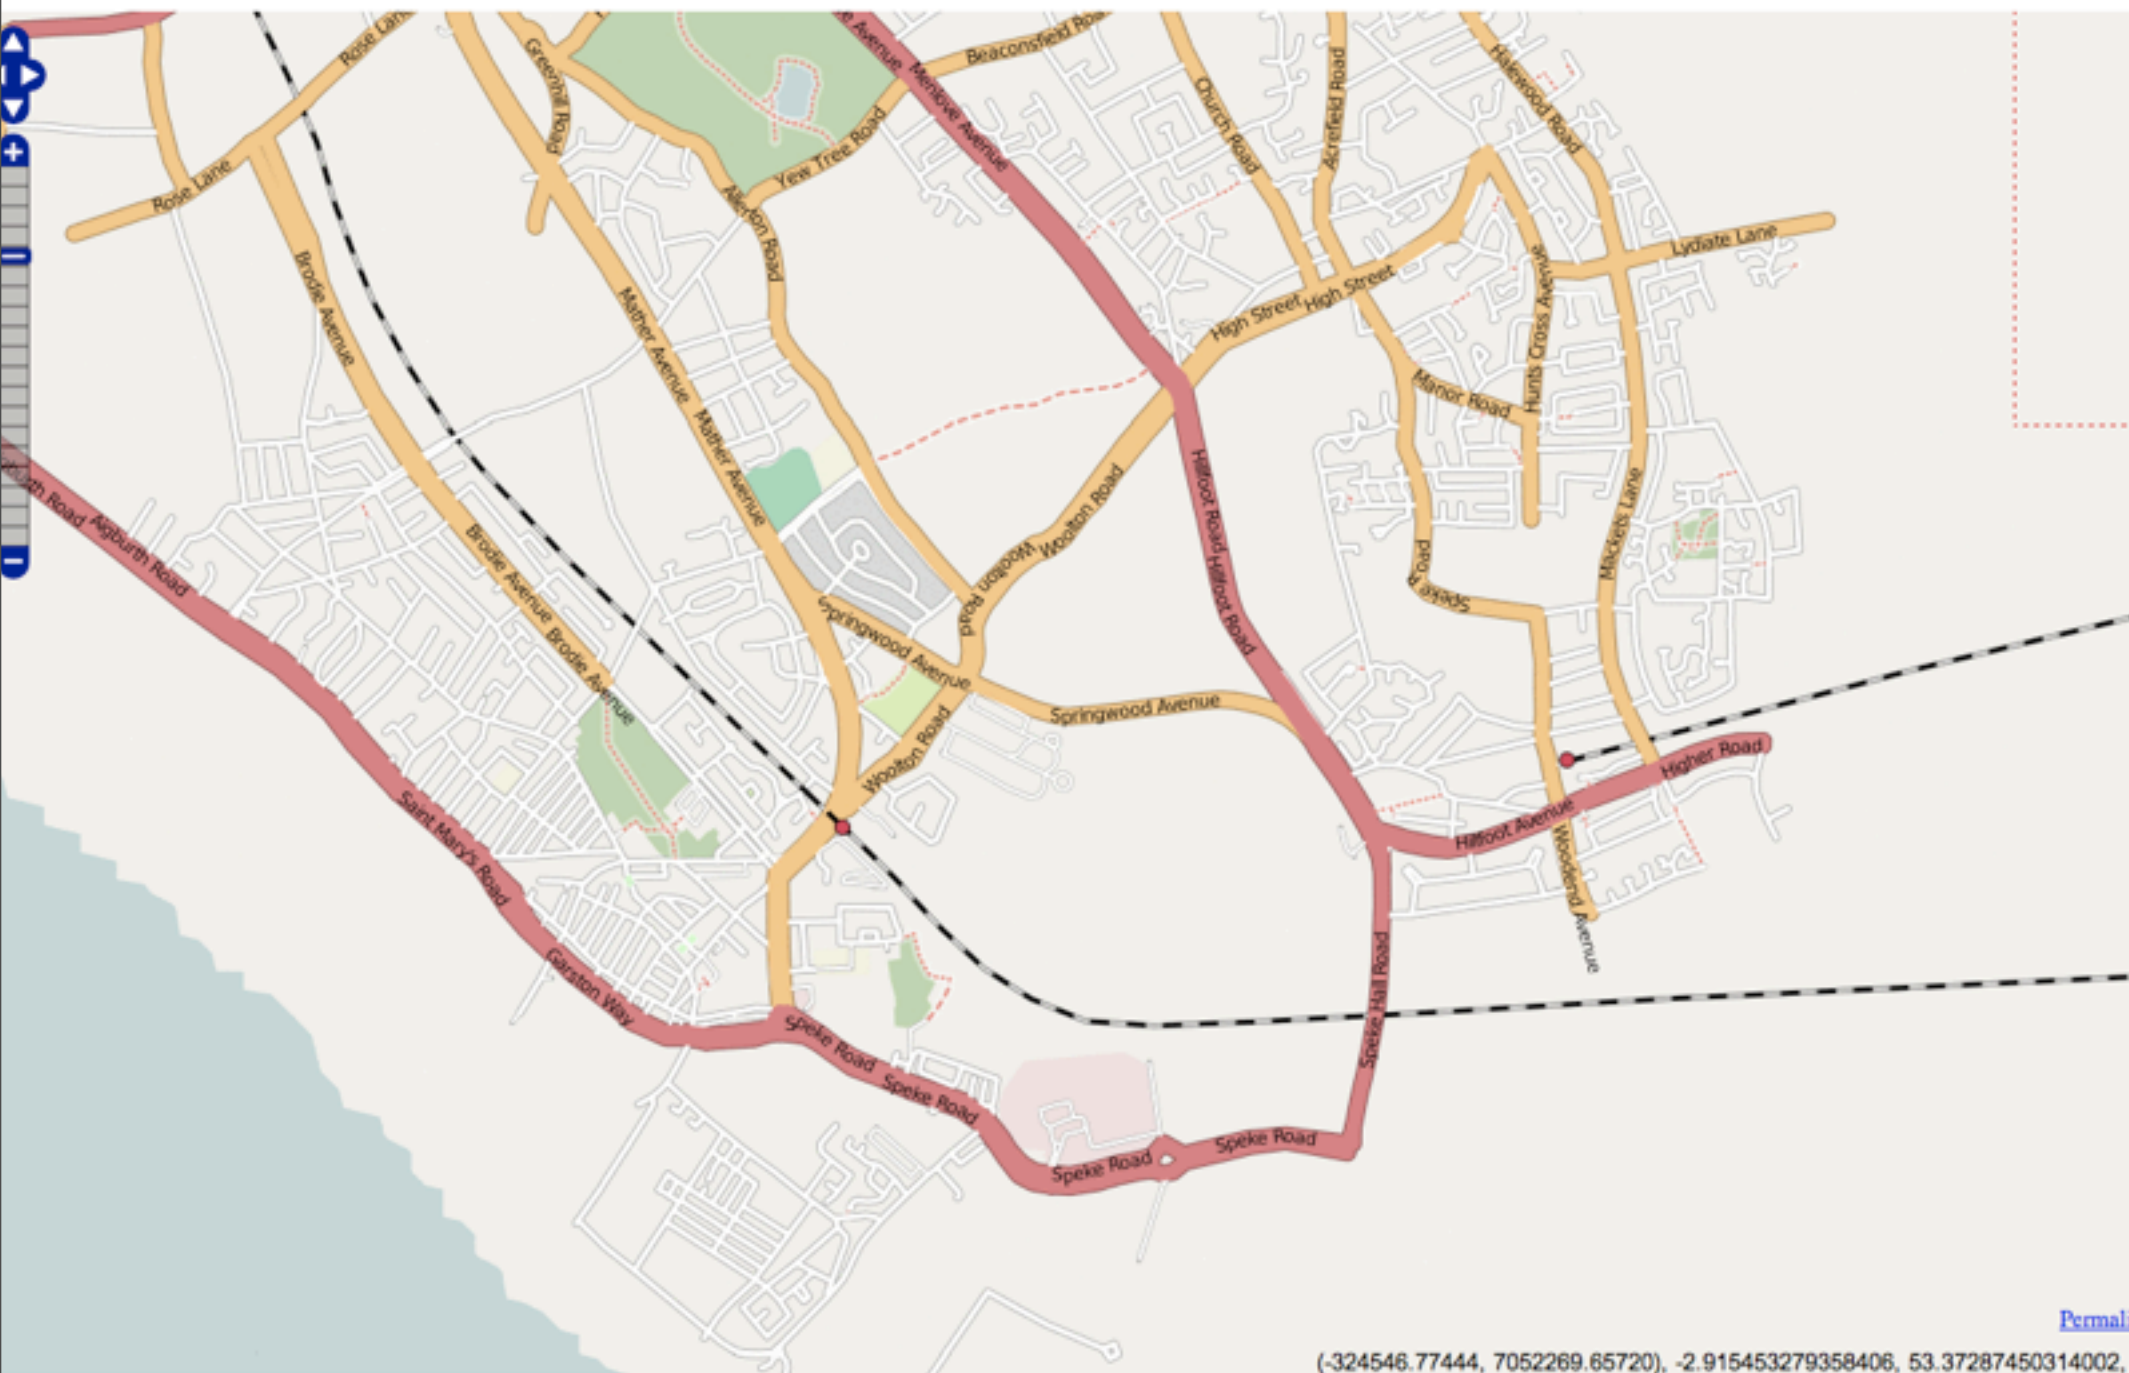 Rose Lane
Greenhill Road
Avenue
Menlove Avenue
Beaconsfield Road
Church Road
Acrefield Road
Halewood Road
Rose Lane
Yew Tree Road
Allerton Road
Lydiate Lane
Brodie Avenue
Mather Avenue
High Street
High Street
Hunts Cross Avenue
Manor Road
Mather Avenue
Hillfoot Road
Woolton Road
Woolton Road
Road
Aigburth Road
Brodie Avenue
Brodie Avenue
Springwood Avenue
Hillfoot Road
Speke Road
Mackets Lane
Springwood Avenue
Woolton Road
Higher Road
Saint Mary's Road
Hillfoot Avenue
Woodend Avenue
Garston Way
Speke Hall Road
Speke Road
Speke Road
Speke Road
Speke Road
Permali
(-324546.77444, 7052269.65720), -2.915453279358406, 53.37287450314002,